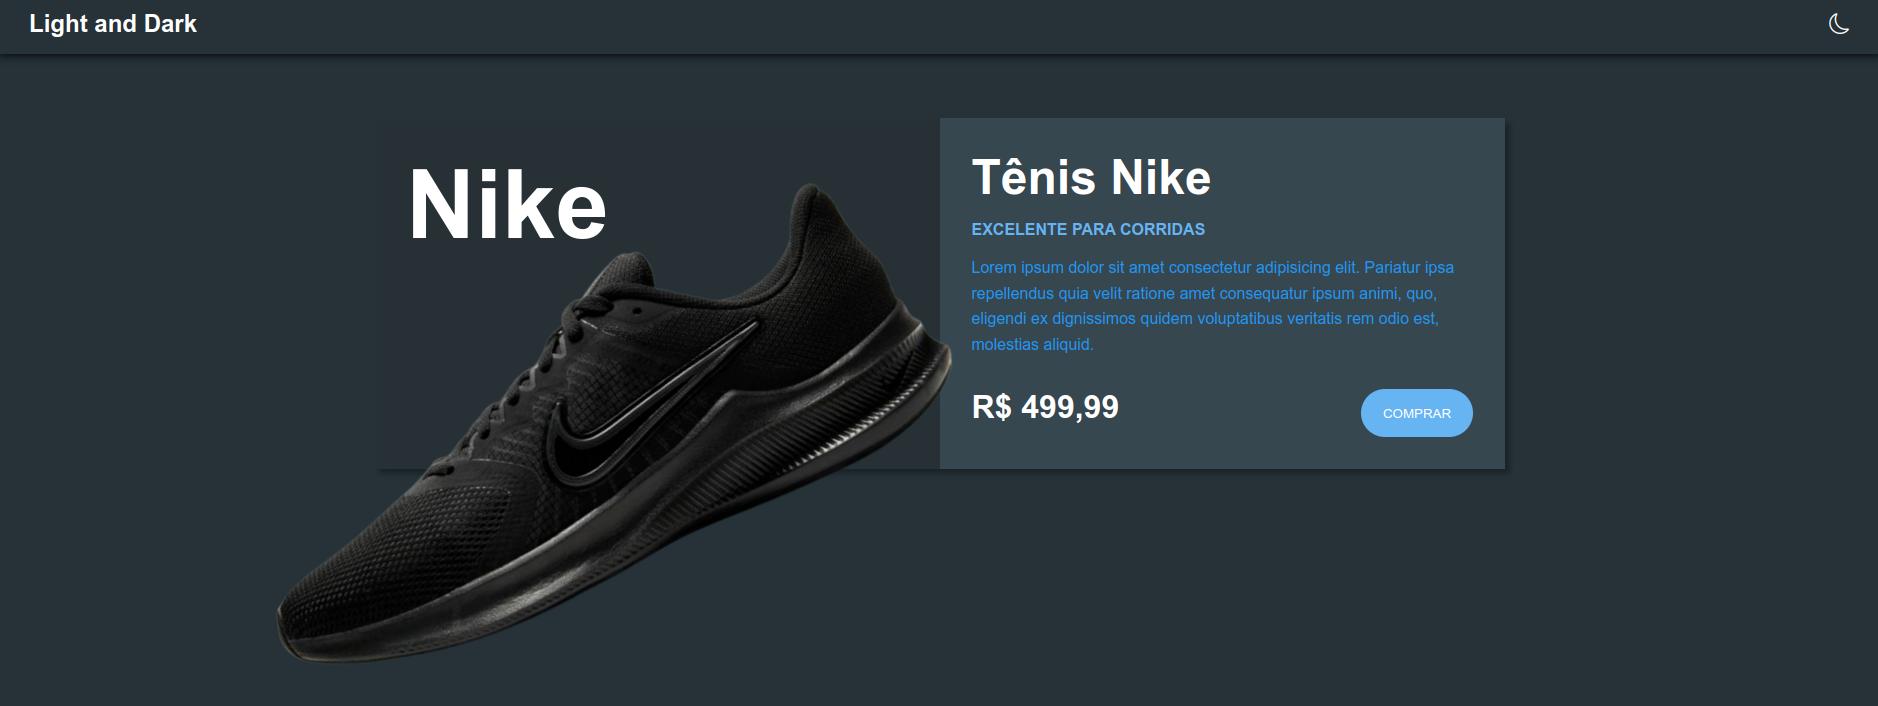 Light and Dark
Nike
Tênis Nike
EXCELENTE PARA CORRIDAS
Lorem ipsum dolor sit amet consectetur adipisicing elit. Pariatur ipsa
repellendus quia velit ratione amet consequatur ipsum animi, quo,
eligendi ex dignissimos quidem voluptatibus veritatis rem odio est,
molestias aliquid.
R$ 499,99
COMPRAR